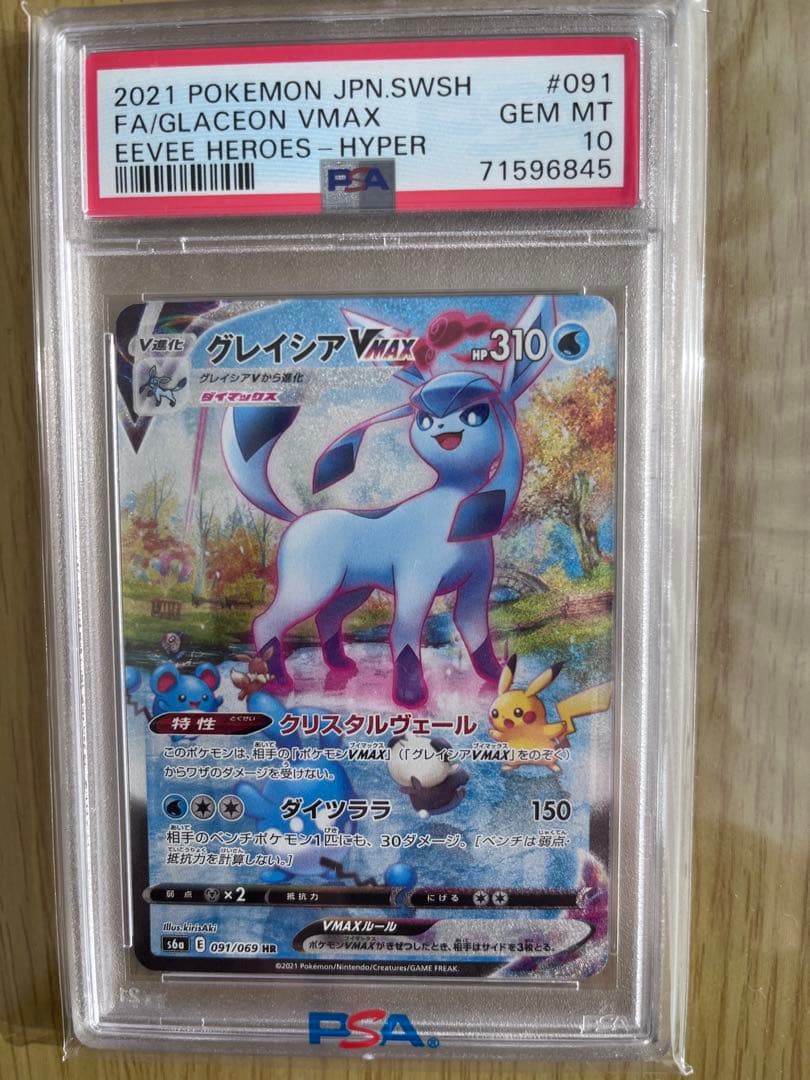 2021 POKEMON JPN.SWSH #091
FA/GLACEON VMAX GEM MT
EEVEE HEROES-HYPER 10
PSA 71596845
V進化 グレイシアVMAX HP310
グレイシアVから進化
ダイマックス
特性 とくせい クリスタルヴェール
このポケモンは、相手の「ポケモンVMAX」(「グレイシアVMAX」をのぞく)
からワザのダメージを受けない。
ダイツララ 150
相手のベンチポケモン1匹にも、30ダメージ。[ベンチは弱点・
抵抗力を計算しない。]
弱点 ×2 抵抗力 にげる
Illus.kirisAki VMAXルール
s6a E 091/069 HR ポケモンVMAXがきぜつしたとき、相手はサイドを3枚とる。
©2021 Pokémon/Nintendo/Creatures/GAME FREAK.
PSA